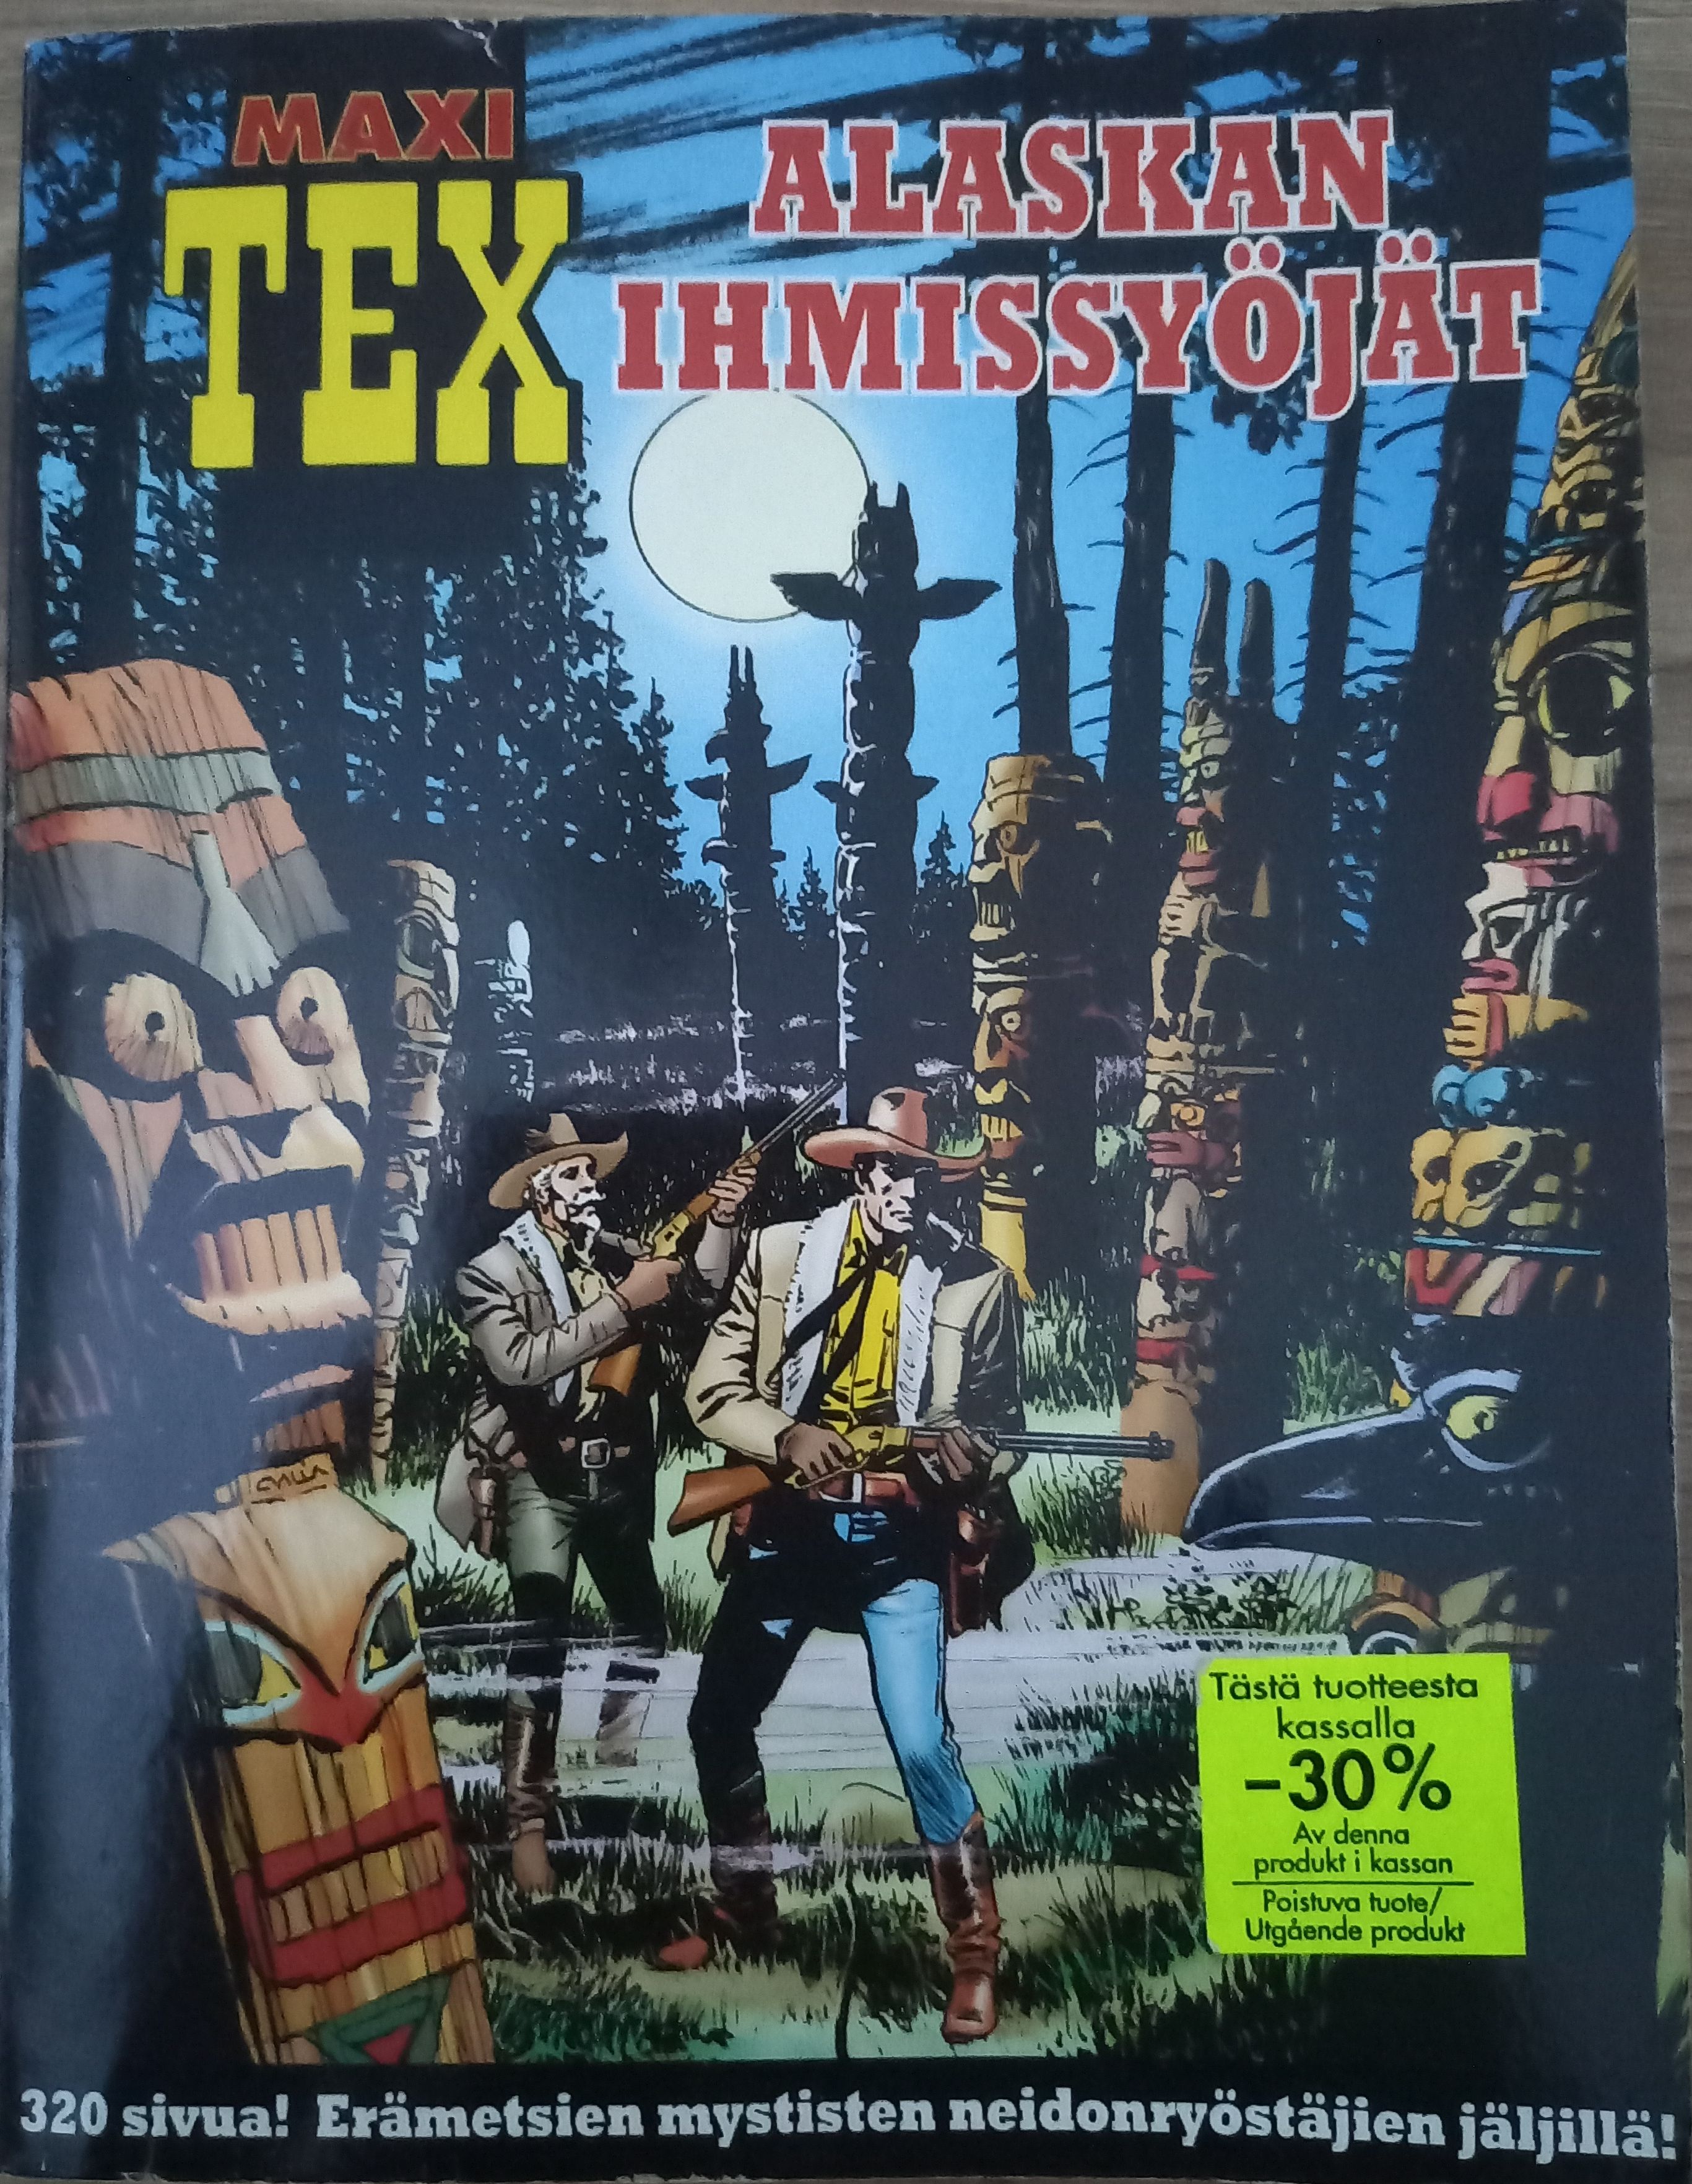 MAXI
TEX
ALASKAN
IHMISSYÖJÄT
Tästä tuotteesta
kassalla
-30%
Av denna
produkt i kassan
Poistuva tuote/
Utgående produkt
320 sivua! Erämetsien mystisten neidonryöstäjien jäljillä!